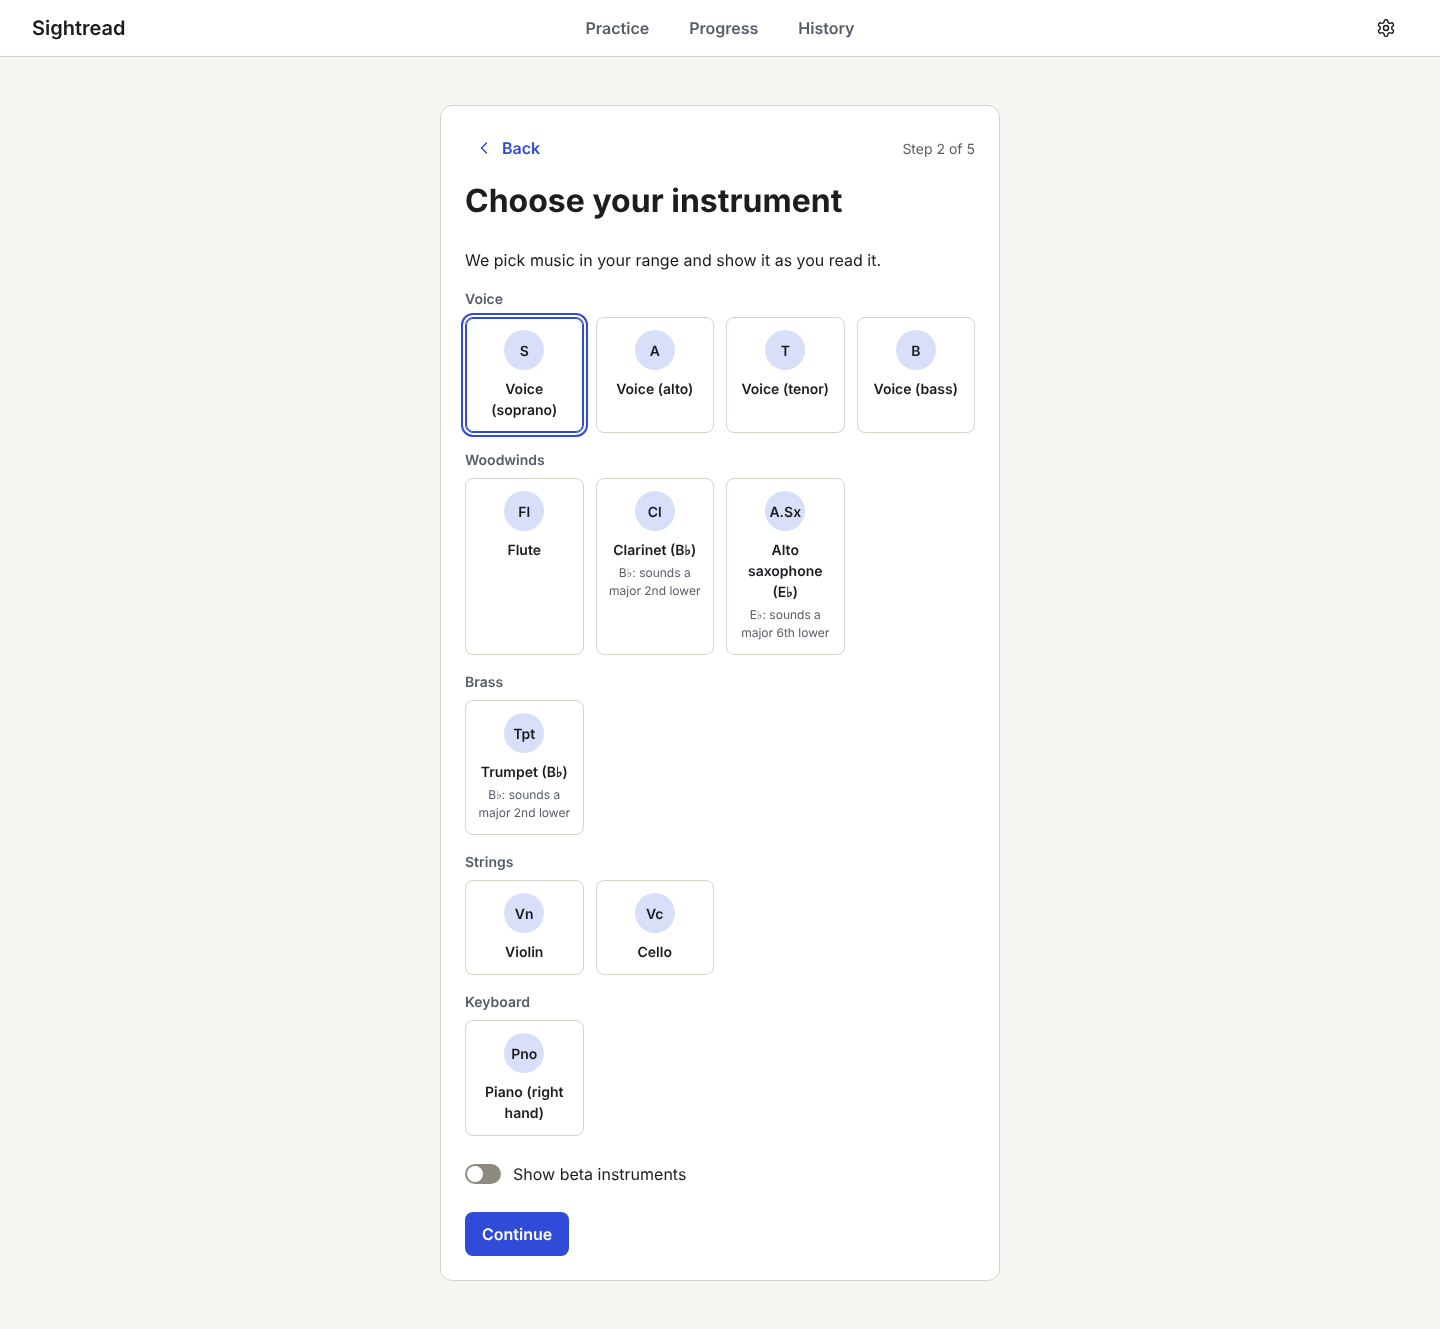 Sightread
Practice
Progress
History
Back
Step 2 of 5
Choose your instrument
We pick music in your range and show it as you read it.
Voice
S
Voice
(soprano)
A
Voice (alto)
T
Voice (tenor)
B
Voice (bass)
Woodwinds
Fl
Flute
Cl
Clarinet (B♭)
B♭: sounds a
major 2nd lower
A.Sx
Alto
saxophone
(E♭)
E♭: sounds a
major 6th lower
Brass
Tpt
Trumpet (B♭)
B♭: sounds a
major 2nd lower
Strings
Vn
Violin
Vc
Cello
Keyboard
Pno
Piano (right
hand)
Show beta instruments
Continue